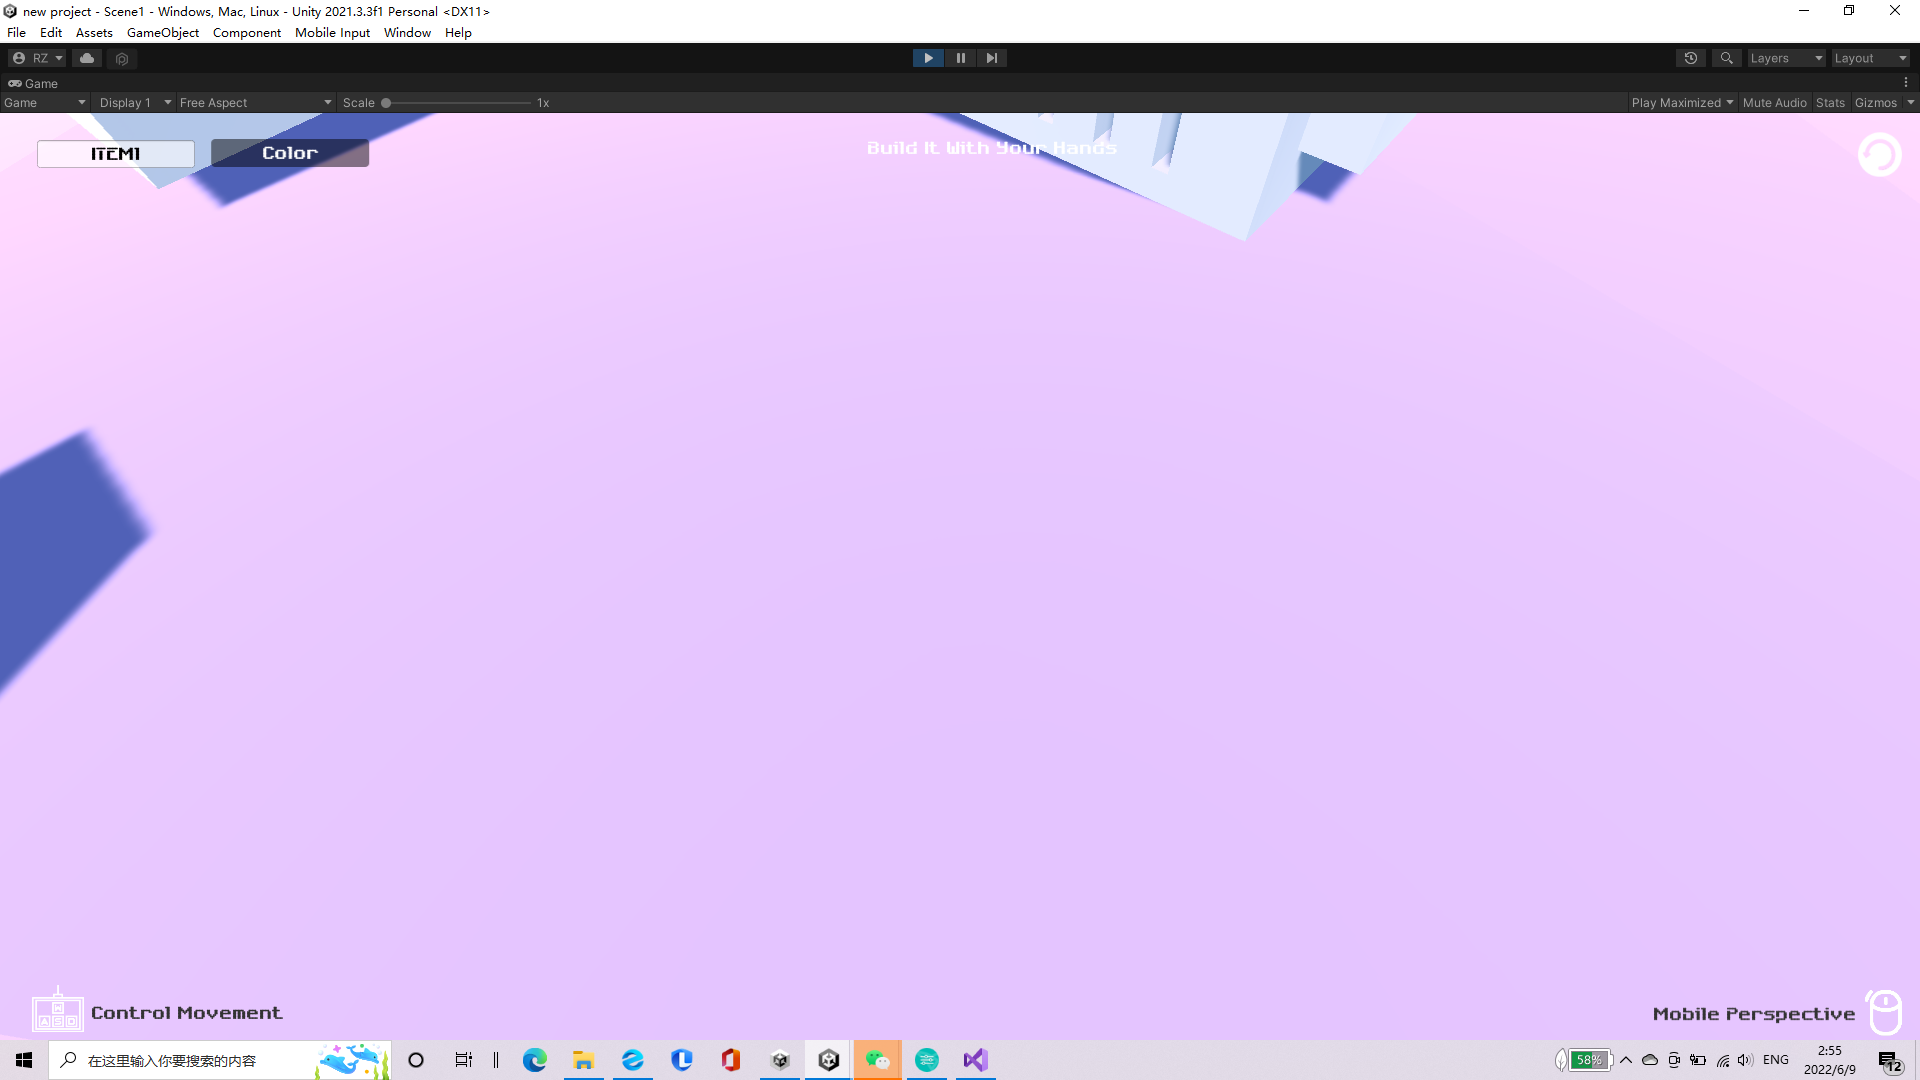 new project - Scene1 - Windows, Mac, Linux - Unity 2021.3.3f1 Personal <DX11>
File Edit Assets GameObject Component Mobile Input Window Help
RZ Layers Layout
Game
Game Display 1 Free Aspect Scale 1x Play Maximized Mute Audio Stats Gizmos
ITEM1 Color Build It With Your Hands
W
A S D
Control Movement Mobile Perspective
在这里输入你要搜索的内容 58% ENG 2:55
2022/6/9 12